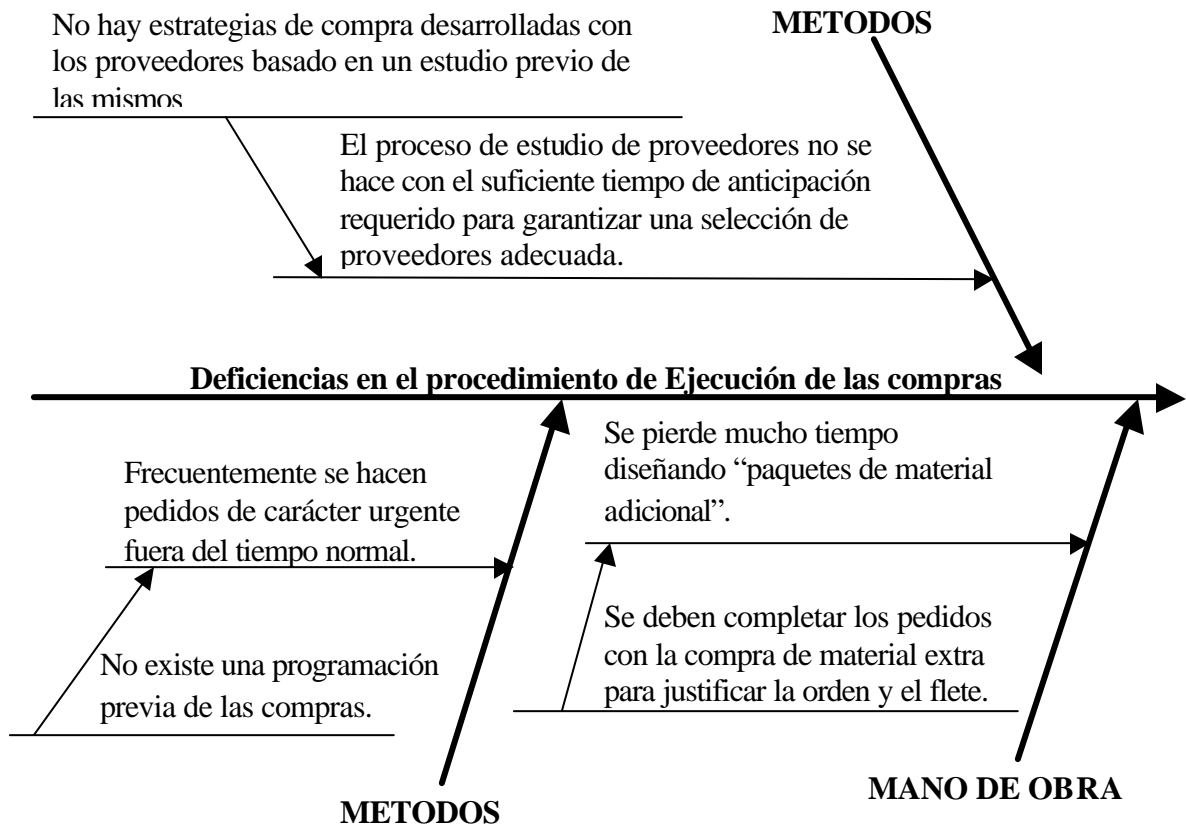 No hay estrategias de compra desarrolladas con
los proveedores basado en un estudio previo de
las mismos
METODOS
El proceso de estudio de proveedores no se
hace con el suficiente tiempo de anticipación
requerido para garantizar una selección de
proveedores adecuada.
Deficiencias en el procedimiento de Ejecución de las compras
Frecuentemente se hacen
pedidos de carácter urgente
fuera del tiempo normal.
No existe una programación
previa de las compras.
METODOS
Se pierde mucho tiempo
diseñando “paquetes de material
adicional”.
Se deben completar los pedidos
con la compra de material extra
para justificar la orden y el flete.
MANO DE OBRA